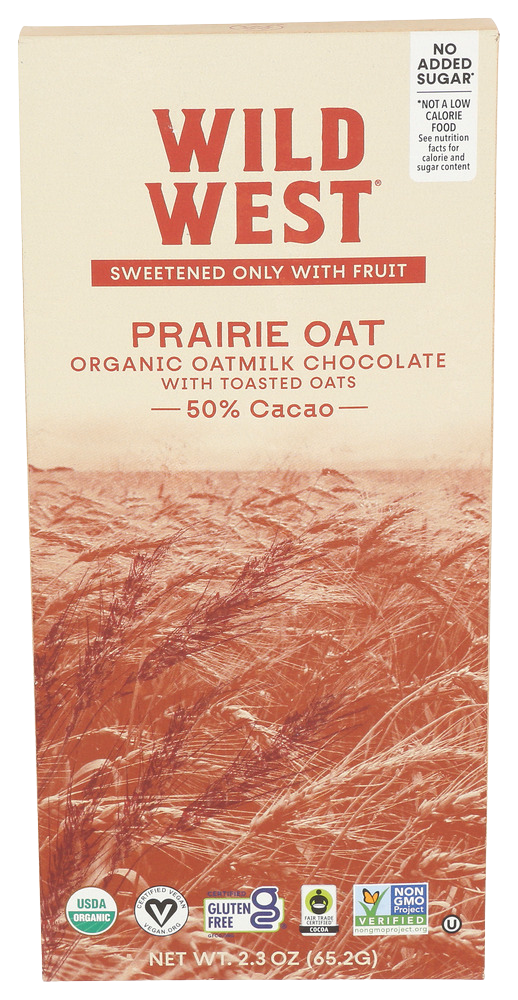 NO
ADDED
SUGAR*
*NOT A LOW
CALORIE
FOOD
See nutrition
facts for
calorie and
sugar content
WILD
WEST®
SWEETENED ONLY WITH FRUIT
PRAIRIE OAT
ORGANIC OATMILK CHOCOLATE
WITH TOASTED OATS
50% Cacao
USDA
ORGANIC
CERTIFIED VEGAN
V
VEGAN.ORG
CERTIFIED
GLUTEN
FREE
g
FAIR TRADE
CERTIFIED
COCOA
NON
GMO
Project
VERIFIED
nongmoproject.org
U
NET WT. 2.3 OZ (65.2G)